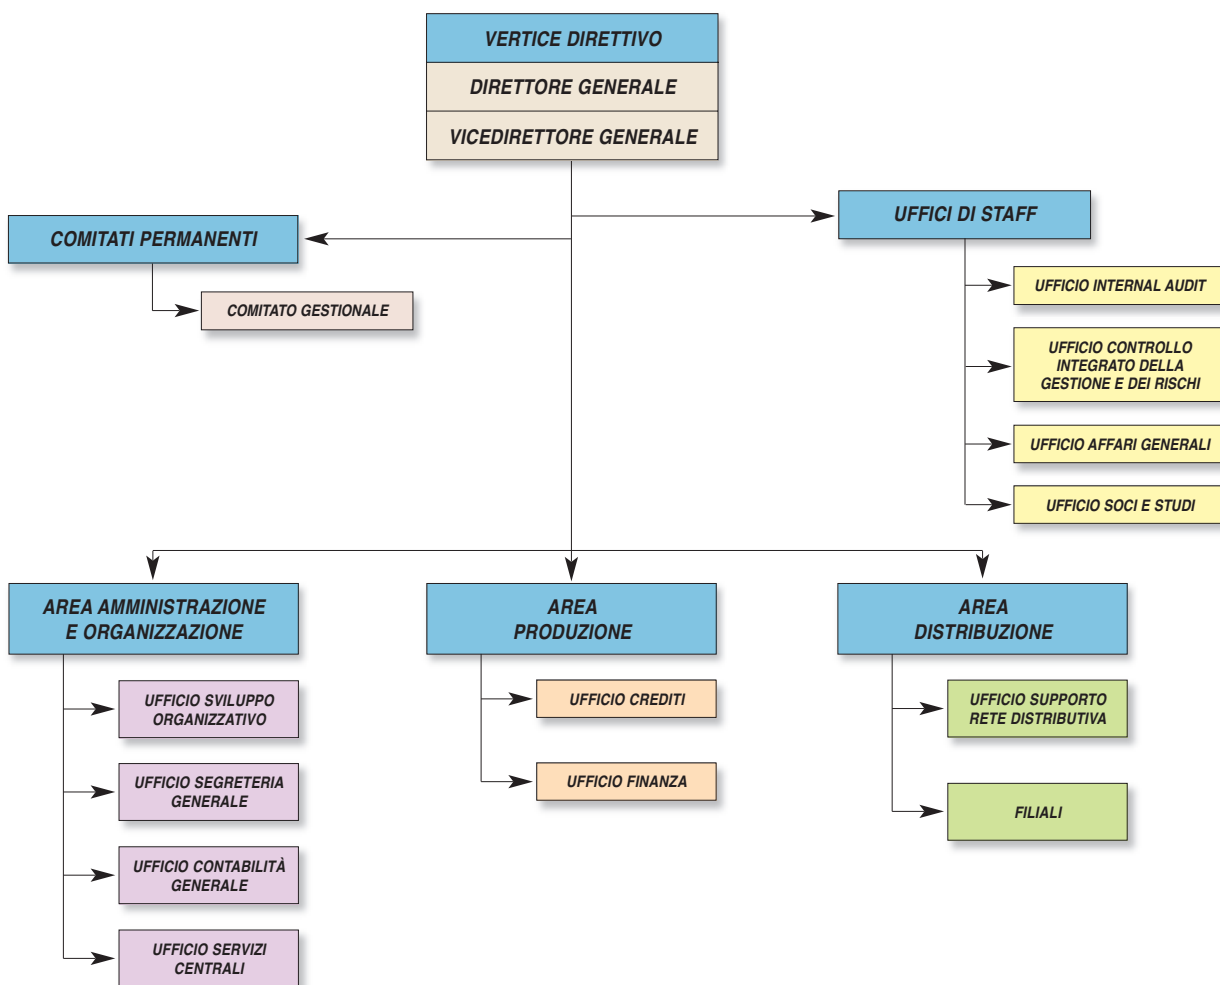 VERTICE DIRETTIVO
DIRETTORE GENERALE
VICEDIRETTORE GENERALE
COMITATI PERMANENTI
COMITATO GESTIONALE
UFFICI DI STAFF
UFFICIO INTERNAL AUDIT
UFFICIO CONTROLLO
INTEGRATO DELLA
GESTIONE E DEI RISCHI
UFFICIO AFFARI GENERALI
UFFICIO SOCI E STUDI
AREA AMMINISTRAZIONE
E ORGANIZZAZIONE
UFFICIO SVILUPPO
ORGANIZZATIVO
UFFICIO SEGRETERIA
GENERALE
UFFICIO CONTABILITÀ
GENERALE
UFFICIO SERVIZI
CENTRALI
AREA
PRODUZIONE
UFFICIO CREDITI
UFFICIO FINANZA
AREA
DISTRIBUZIONE
UFFICIO SUPPORTO
RETE DISTRIBUTIVA
FILIALI